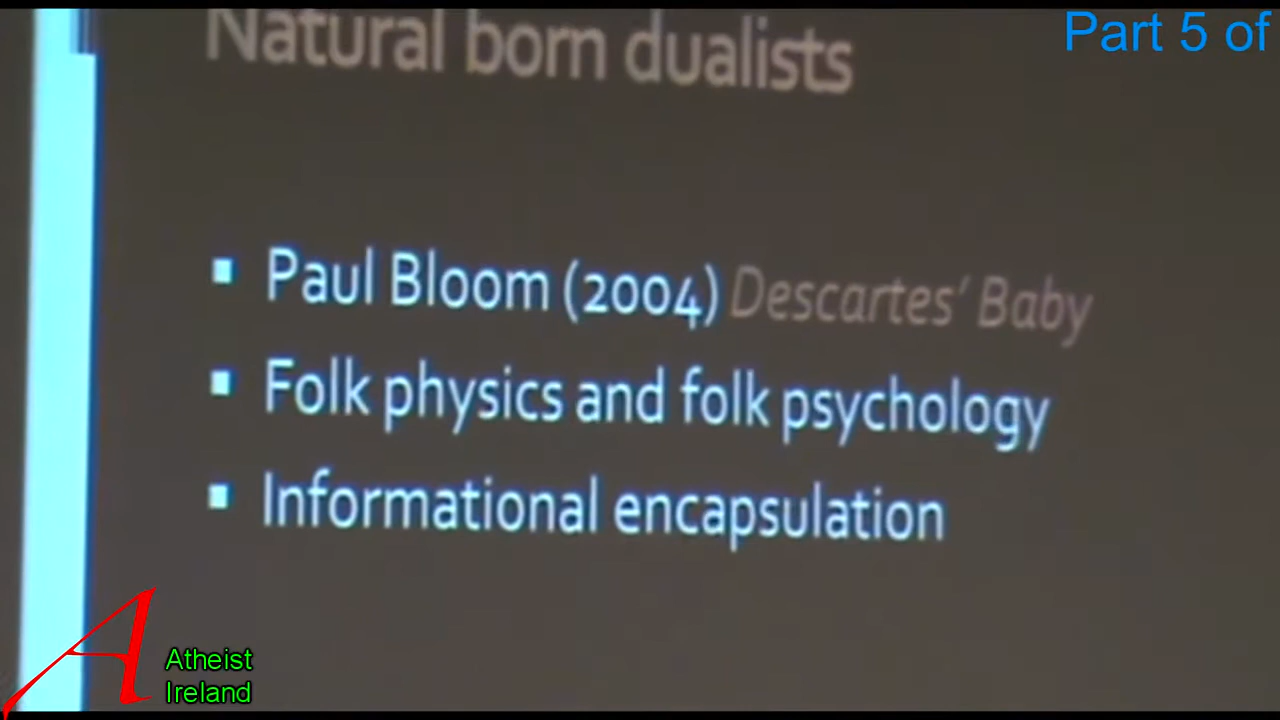 Part 5 of
Natural born dualists
▪ Paul Bloom (2004) Descartes’ Baby
▪ Folk physics and folk psychology
▪ Informational encapsulation
Atheist
Ireland